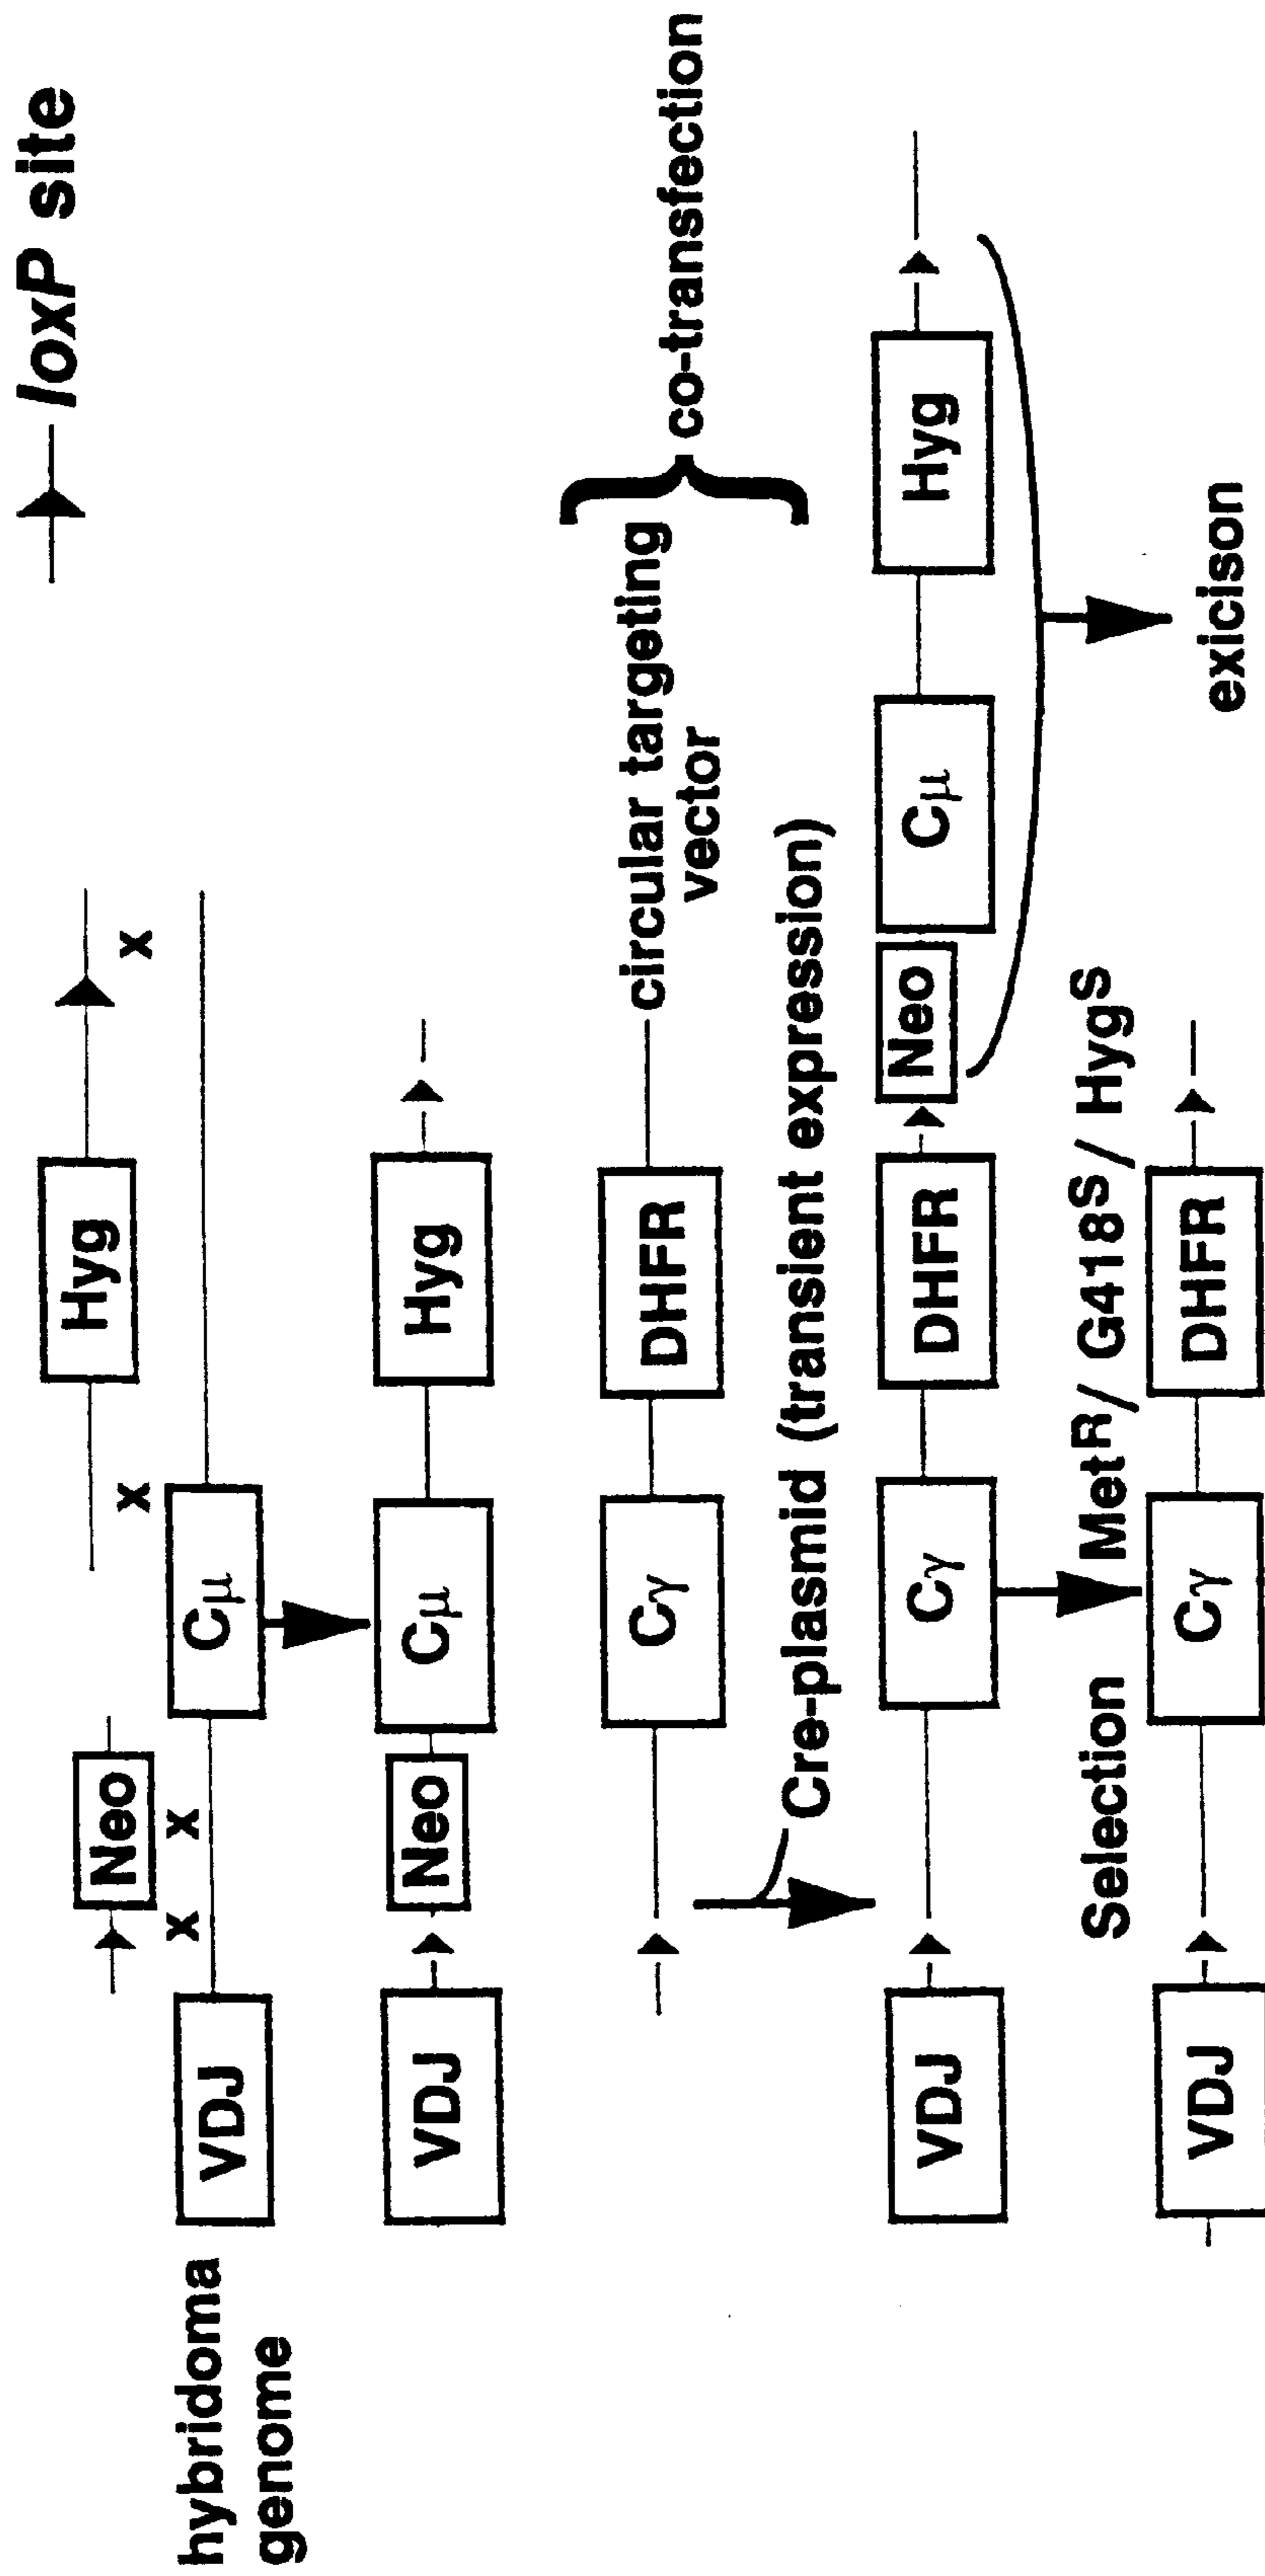 loxP site
Neo
Hyg
x x x x
hybridoma
genome
VDJ Cμ
VDJ Neo Cμ Hyg
Cγ DHFR circular targeting
vector
co-transfection
Cre-plasmid (transient expression)
VDJ Cγ DHFR Neo Cμ Hyg
Selection MetR/ G418S/ HygS
exicison
VDJ Cγ DHFR